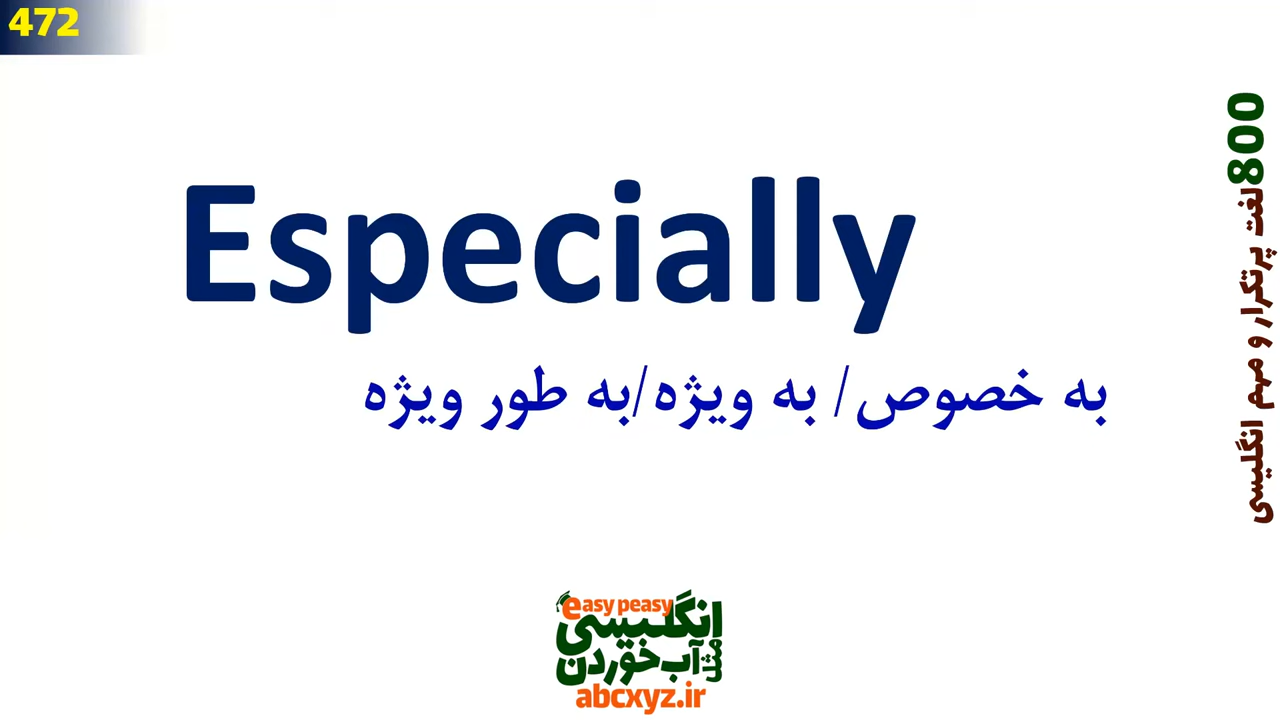 472
Especially
به خصوص/ به ویژه/به طور ویژه
800 لغت پرتکرار و مهم انگلیسی
easy peasy
انگلیسی
مثل آب خوردن
abcxyz.ir